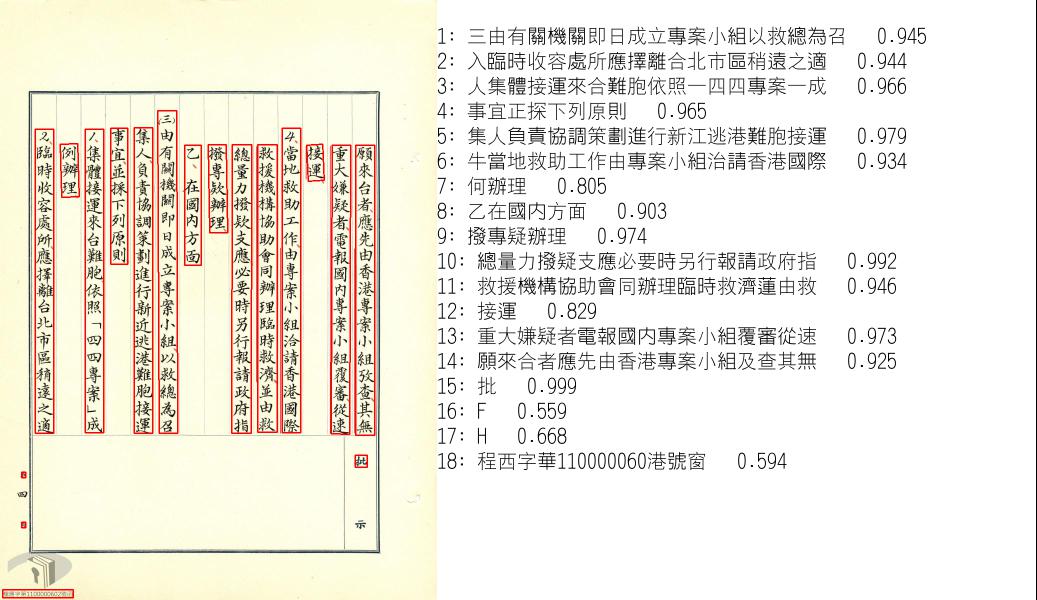 願來台者應先由香港專案小組攷查其無
重大嫌疑者電報國內專案小組覆審從速
接運
4.當地救助工作由專案小組洽請香港國際
救援機構協助會同辦理臨時救濟並由救
總量力撥欵支應必要時另行報請政府指
撥專欵辦理
乙、在國內方面
(三)由有關機關即日成立專案小組以救總為召
集人負責協調策劃進行新近逃港難胞接運
事宜並採下列原則
1.集體接運來台難胞依照「一四四專案」成
例辦理
2.臨時收容處所應擇離台北市區稍遠之適
批
示
四
1: 三由有關機關即日成立專案小組以救總為召 0.945
2: 入臨時收容處所應擇離合北市區稍遠之適 0.944
3: 人集體接運來合難胞依照一四四專案一成 0.966
4: 事宜正探下列原則 0.965
5: 集人負責協調策劃進行新江逃港難胞接運 0.979
6: 牛當地救助工作由專案小組治請香港國際 0.934
7: 何辦理 0.805
8: 乙在國內方面 0.903
9: 撥專疑辦理 0.974
10: 總量力撥疑支應必要時另行報請政府指 0.992
11: 救援機構協助會同辦理臨時救濟蓮由救 0.946
12: 接運 0.829
13: 重大嫌疑者電報國内專案小組覆審從速 0.973
14: 願來合者應先由香港專案小組及查其無 0.925
15: 批 0.999
16: F 0.559
17: H 0.668
18: 程西字華110000060港號窗 0.594